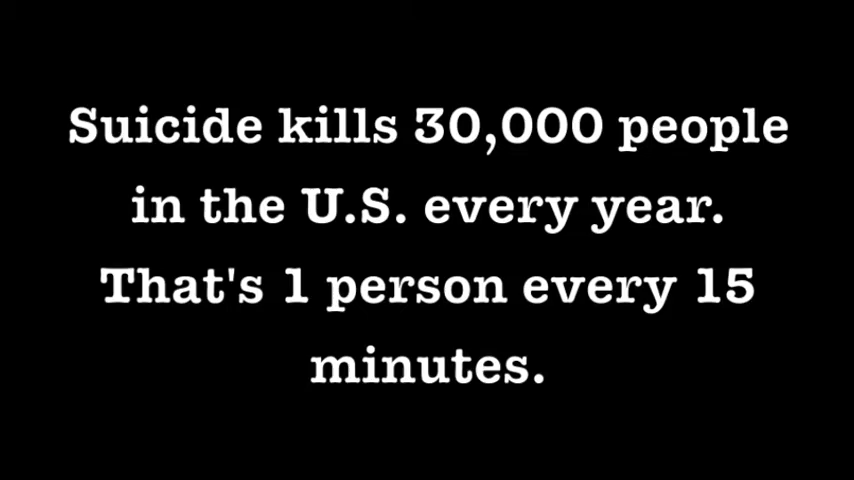 Suicide kills 30,000 people
in the U.S. every year.
That's 1 person every 15
minutes.